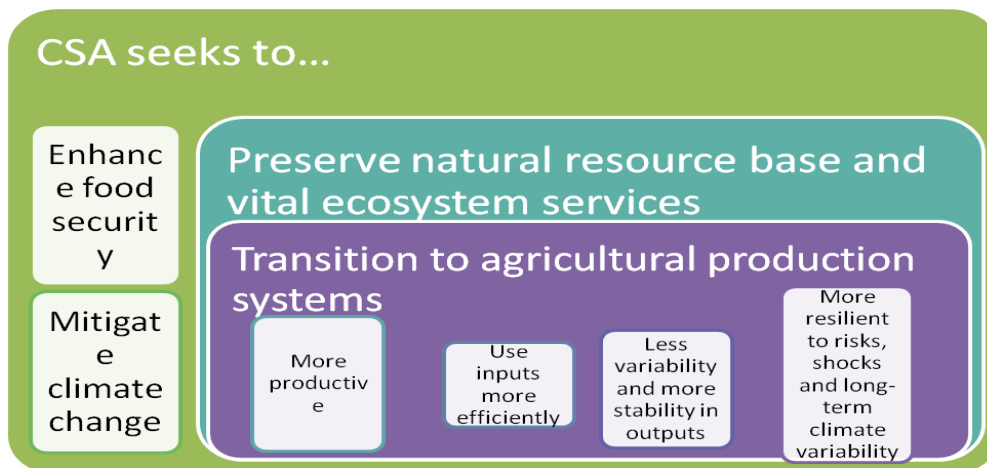 CSA seeks to...
Enhanc
e food
securit
y
Mitigat
e
climate
change
Preserve natural resource base and
vital ecosystem services
Transition to agricultural production
systems
More
productiv
e
Use
inputs
more
efficiently
Less
variability
and more
stability in
outputs
More
resilient
to risks,
shocks
and long-
term
climate
variability